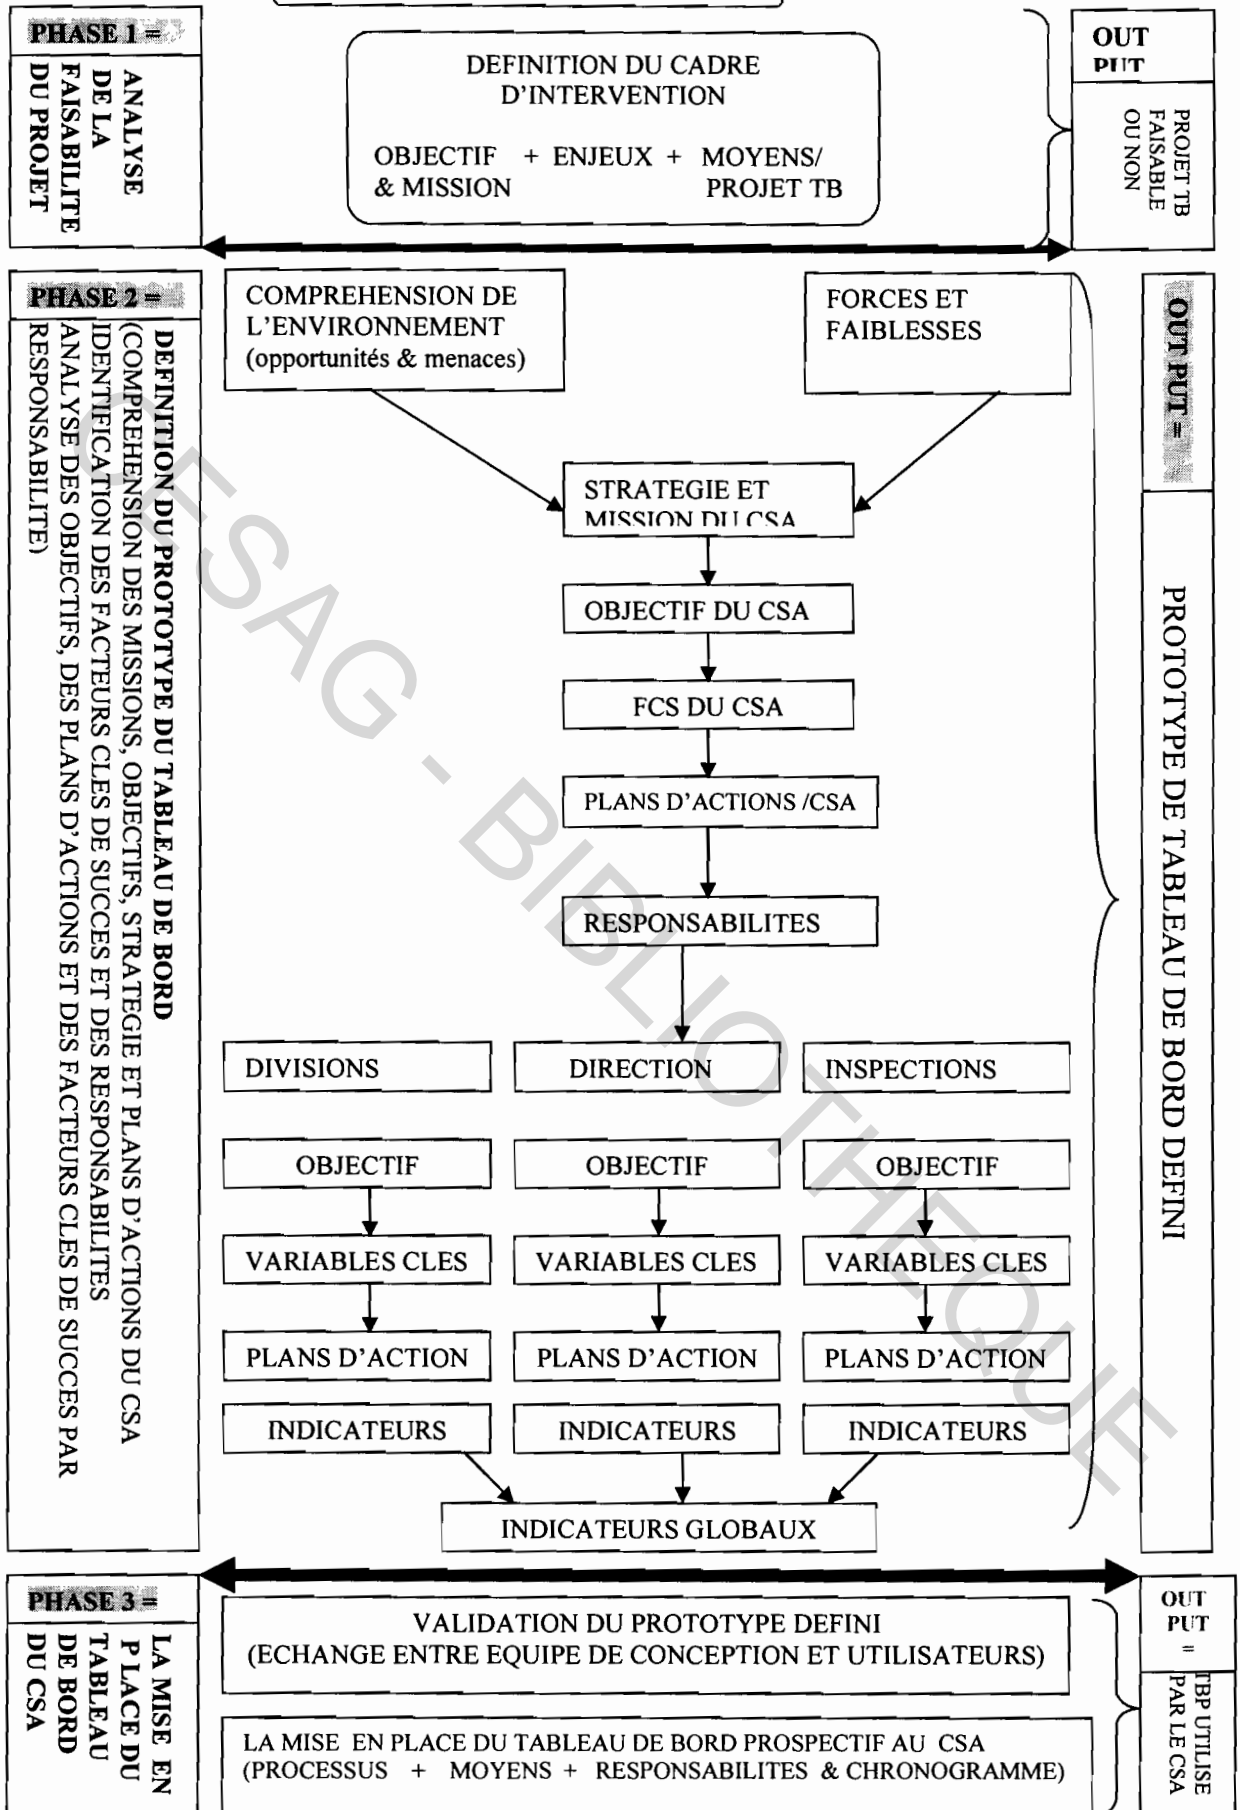 PHASE 1 =
ANALYSE
DE LA
FAISABILITE
DU PROJET
DEFINITION DU CADRE
D'INTERVENTION
OBJECTIF + ENJEUX + MOYENS/
& MISSION PROJET TB
OUT
PUT
PROJET TB
FAISABLE
OU NON
PHASE 2 =
DEFINITION DU PROTOTYPE DU TABLEAU DE BORD
(COMPREHENSION DES MISSIONS, OBJECTIFS, STRATEGIE ET PLANS D'ACTIONS DU CSA
IDENTIFICATION DES FACTEURS CLES DE SUCCES ET DES RESPONSABILITES
ANALYSE DES OBJECTIFS, DES PLANS D'ACTIONS ET DES FACTEURS CLES DE SUCCES PAR
RESPONSABILITE)
COMPREHENSION DE
L'ENVIRONNEMENT
(opportunités & menaces)
FORCES ET
FAIBLESSES
STRATEGIE ET
MISSION DU CSA
OBJECTIF DU CSA
FCS DU CSA
PLANS D'ACTIONS /CSA
RESPONSABILITES
DIVISIONS
DIRECTION
INSPECTIONS
OBJECTIF
OBJECTIF
OBJECTIF
VARIABLES CLES
VARIABLES CLES
VARIABLES CLES
PLANS D'ACTION
PLANS D'ACTION
PLANS D'ACTION
INDICATEURS
INDICATEURS
INDICATEURS
INDICATEURS GLOBAUX
OUT PUT =
PROTOTYPE DE TABLEAU DE BORD DEFINI
PHASE 3 =
LA MISE EN
PLACE DU
TABLEAU
DE BORD
DU CSA
VALIDATION DU PROTOTYPE DEFINI
(ECHANGE ENTRE EQUIPE DE CONCEPTION ET UTILISATEURS)
LA MISE EN PLACE DU TABLEAU DE BORD PROSPECTIF AU CSA
(PROCESSUS + MOYENS + RESPONSABILITES & CHRONOGRAMME)
OUT
PUT
=
TBP UTILISE
PAR LE CSA
CESAG - BIBLIOTHEQUE